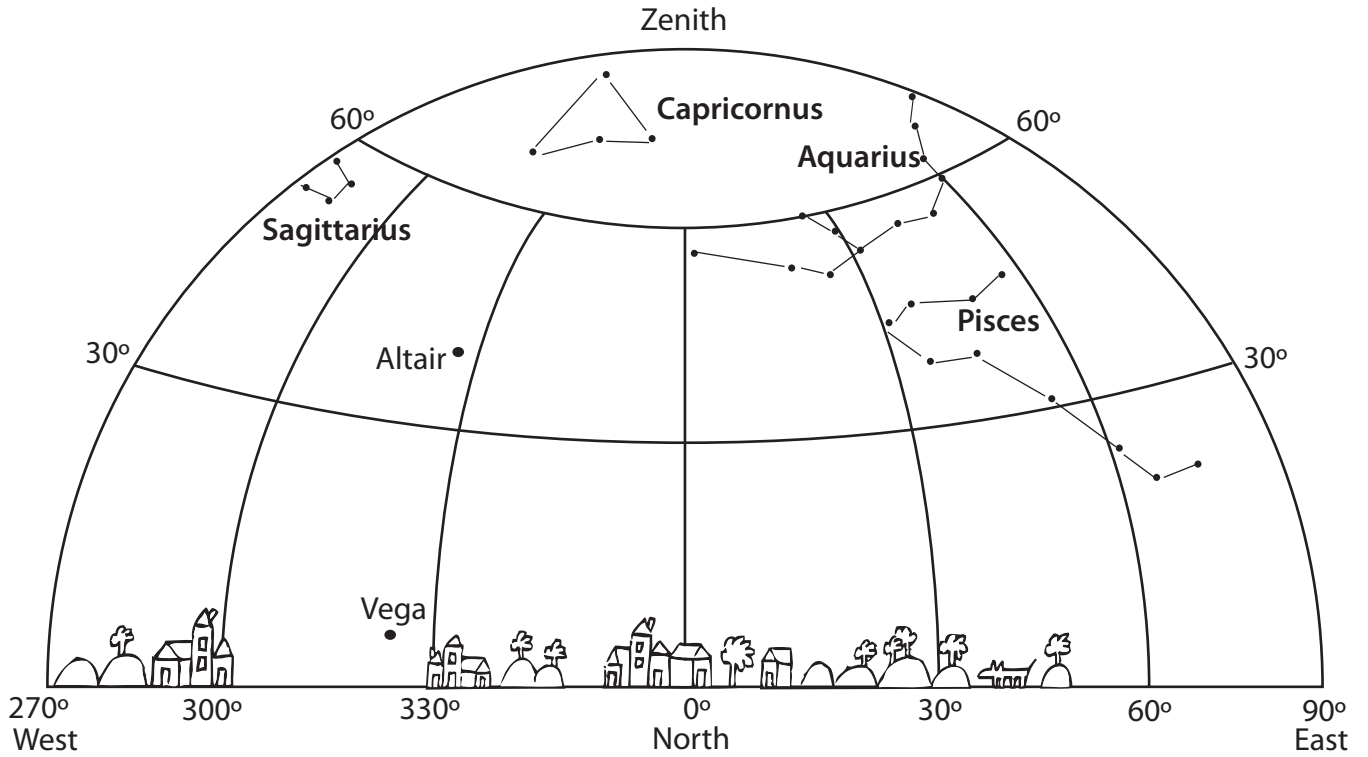 Zenith
Capricornus
60º
60º
Aquarius
Sagittarius
Pisces
Altair
30º
30º
Vega
270º
300º
330º
0º
30º
60º
90º
West
North
East